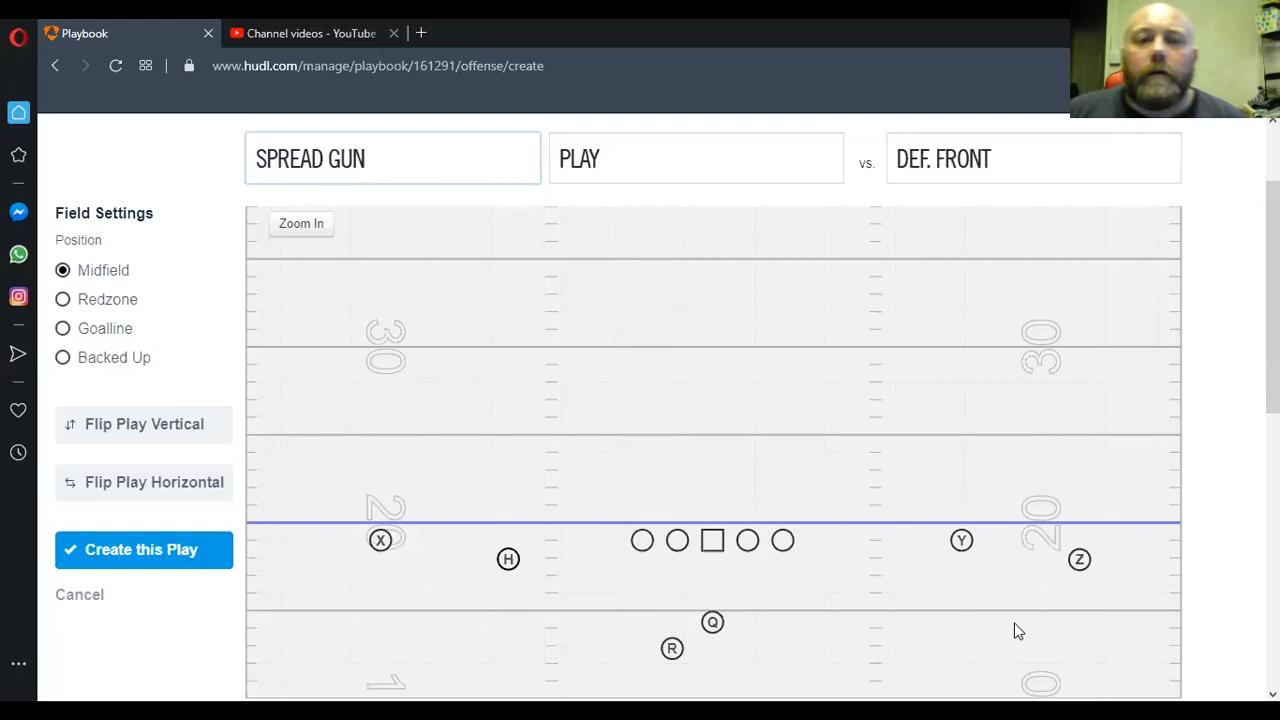 Playbook
Channel videos - YouTube
www.hudl.com/manage/playbook/161291/offense/create
SPREAD GUN
PLAY
vs.
DEF. FRONT
Field Settings
Position
Midfield
Redzone
Goalline
Backed Up
Flip Play Vertical
Flip Play Horizontal
Create this Play
Cancel
Zoom In
30
30
20
20
X
H
Y
Z
Q
R
1
0